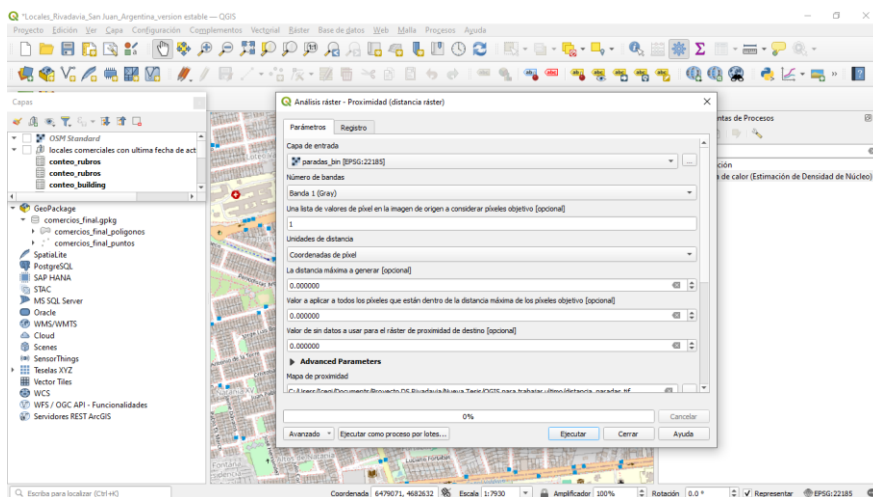 *Locales_Rivadavia_San Juan_Argentina_version estable — QGIS
Proyecto Edición Ver Capa Configuración Complementos Vectorial Ráster Base de datos Web Malla Procesos Ayuda
Capas
OSM Standard
locales comerciales con ultima fecha de act
conteo_rubros
conteo_rubros
conteo_building
GeoPackage
comercios_final.gpkg
comercios_final_poligonos
comercios_final_puntos
SpatiaLite
PostgreSQL
SAP HANA
STAC
MS SQL Server
Oracle
WMS/WMTS
Cloud
Scenes
SensorThings
Teselas XYZ
Vector Tiles
WCS
WFS / OGC API - Funcionalidades
Servidores REST ArcGIS
Análisis ráster - Proximidad (distancia ráster)
Parámetros Registro
Capa de entrada
paradas_bin [EPSG:22185]
Número de bandas
Banda 1 (Gray)
Una lista de valores de píxel en la imagen de origen a considerar píxeles objetivo [opcional]
1
Unidades de distancia
Coordenadas de píxel
La distancia máxima a generar [opcional]
0.000000
Valor a aplicar a todos los píxeles que están dentro de la distancia máxima de los píxeles objetivo [opcional]
0.000000
Valor de sin datos a usar para el ráster de proximidad de destino [opcional]
0.000000
Advanced Parameters
Mapa de proximidad
0%
Cancelar
Avanzado Ejecutar como proceso por lotes... Ejecutar Cerrar Ayuda
ntas de Procesos
ción
a de calor (Estimación de Densidad de Núcleo)
Escriba para localizar (Ctrl+K) Coordenada 6479071, 4682632 Escala 1:7930 Amplificador 100% Rotación 0.0 ° Representar EPSG:22185